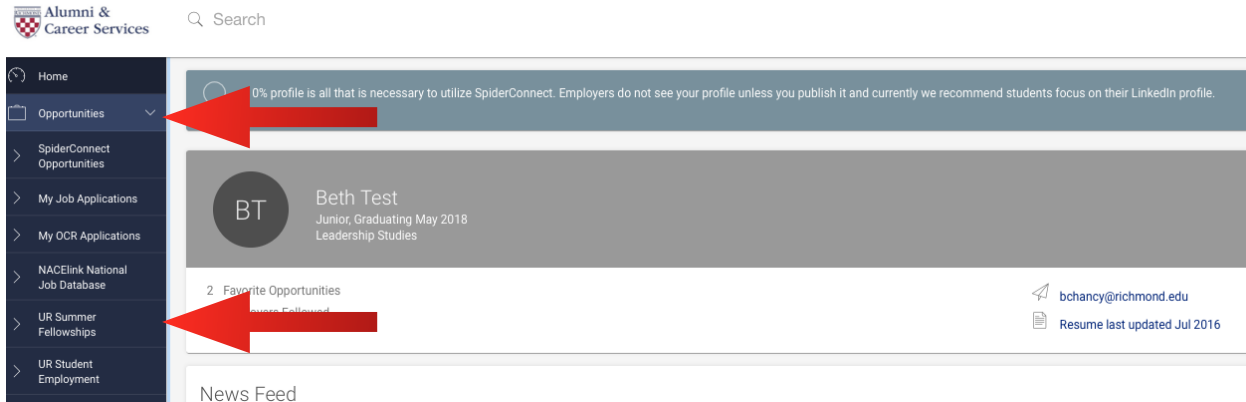 Alumni &
Career Services
Search
Home
Opportunities
SpiderConnect
Opportunities
My Job Applications
My OCR Applications
NACElink National
Job Database
UR Summer
Fellowships
UR Student
Employment
0% profile is all that is necessary to utilize SpiderConnect. Employers do not see your profile unless you publish it and currently we recommend students focus on their LinkedIn profile.
BT
Beth Test
Junior, Graduating May 2018
Leadership Studies
2 Favorite Opportunities
Followed
bchancy@richmond.edu
Resume last updated Jul 2016
News Feed